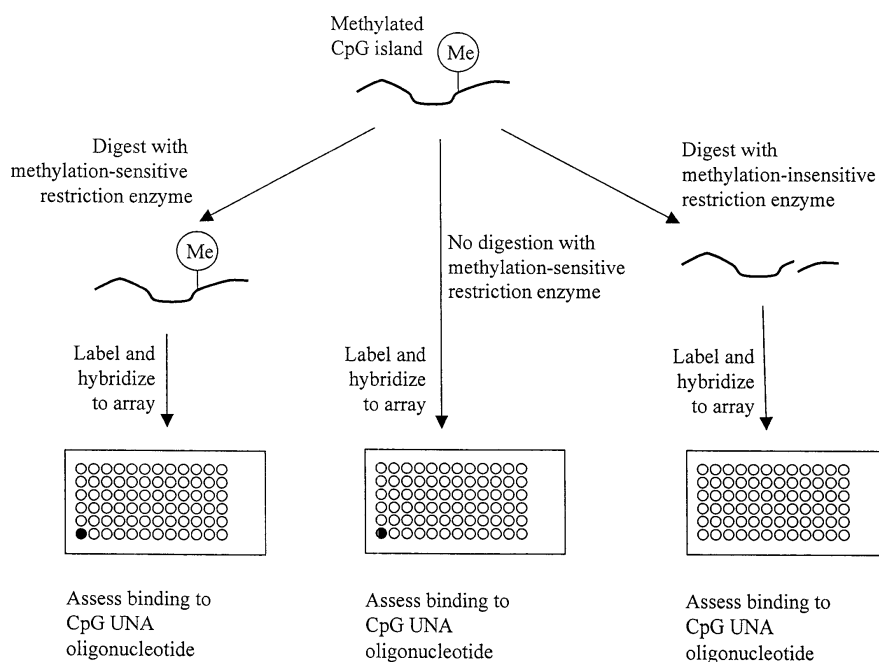 Methylated
CpG island
Me
Digest with
methylation-sensitive
restriction enzyme
Digest with
methylation-insensitive
restriction enzyme
Me
No digestion with
methylation-sensitive
restriction enzyme
Label and
hybridize
to array
Label and
hybridize
to array
Label and
hybridize
to array
Assess binding to
CpG UNA
oligonucleotide
Assess binding to
CpG UNA
oligonucleotide
Assess binding to
CpG UNA
oligonucleotide